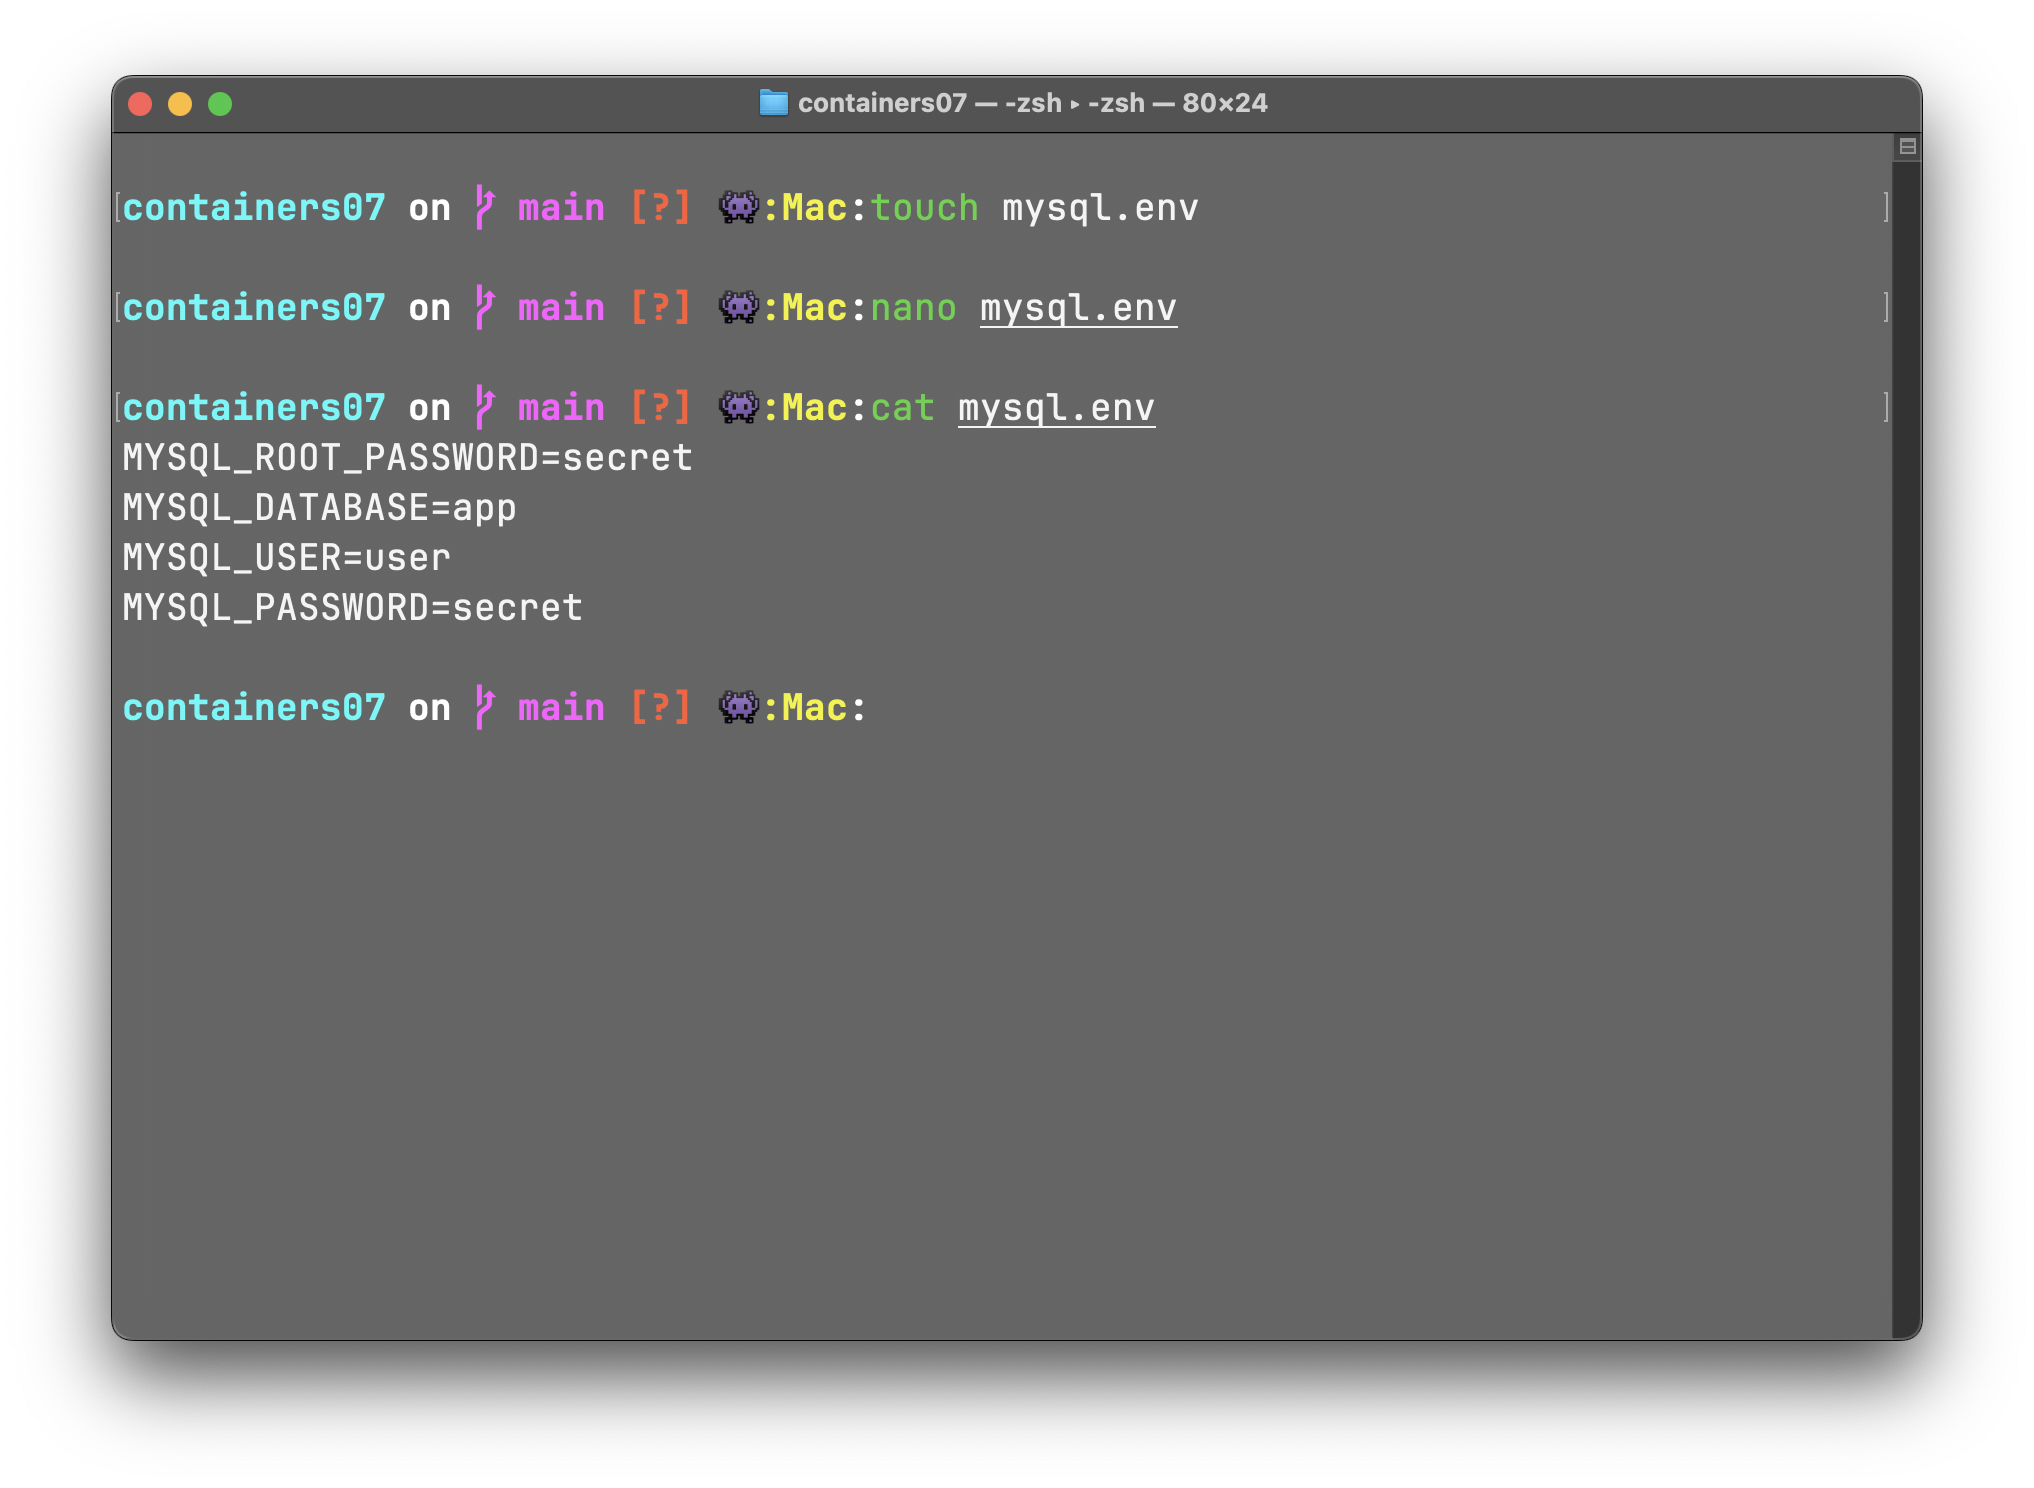 containers07 — -zsh ▸ -zsh — 80×24
containers07 on ᚶ main [?] 👾:Mac:touch mysql.env
containers07 on ᚶ main [?] 👾:Mac:nano mysql.env
containers07 on ᚶ main [?] 👾:Mac:cat mysql.env
MYSQL_ROOT_PASSWORD=secret
MYSQL_DATABASE=app
MYSQL_USER=user
MYSQL_PASSWORD=secret
containers07 on ᚶ main [?] 👾:Mac: